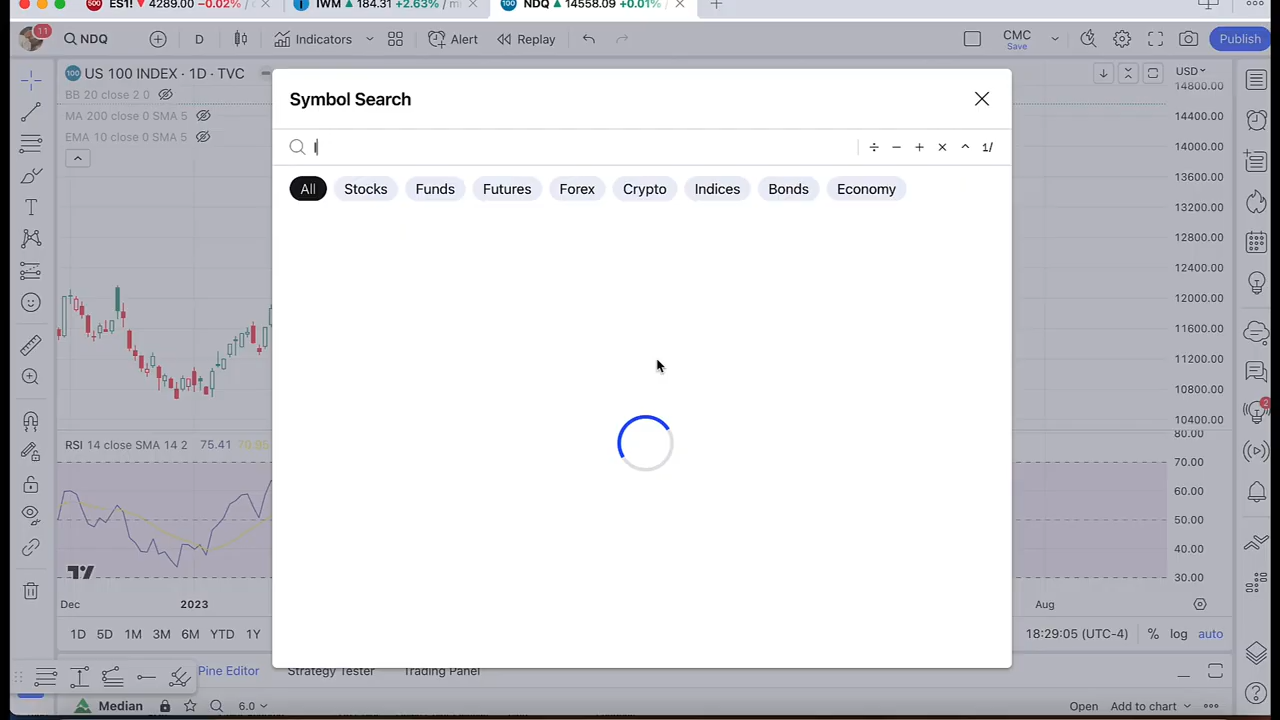 ES1! ▼ 4289.00 −0.02% /
IWM ▲ 184.31 +2.63% / m
NDQ ▲ 14558.09 +0.01% /
11
NDQ
D
Indicators
Alert
Replay
CMC
Save
Publish
100 US 100 INDEX · 1D · TVC
USD
BB 20 close 2 0
MA 200 close 0 SMA 5
EMA 10 close 0 SMA 5
Symbol Search
÷ − + × ^ 1/
All Stocks Funds Futures Forex Crypto Indices Bonds Economy
14800.00
14400.00
14000.00
13600.00
13200.00
12800.00
12400.00
12000.00
11600.00
11200.00
10800.00
10400.00
RSI 14 close SMA 14 2 75.41 70.95
80.00
70.00
60.00
50.00
40.00
30.00
2
Dec 2023 Aug
1D 5D 1M 3M 6M YTD 1Y
18:29:05 (UTC-4) % log auto
Pine Editor Strategy Tester Trading Panel
Median 6.0 Open Add to chart